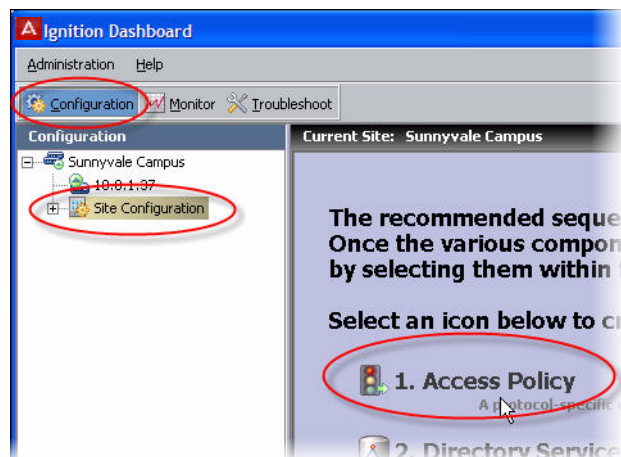 Ignition Dashboard
Administration Help
Configuration Monitor Troubleshoot
Configuration
Current Site: Sunnyvale Campus
Sunnyvale Campus
10.0.1.37
Site Configuration
The recommended seque
Once the various compon
by selecting them within
Select an icon below to cr
1. Access Policy
A protocol-specific
2. Directory Service